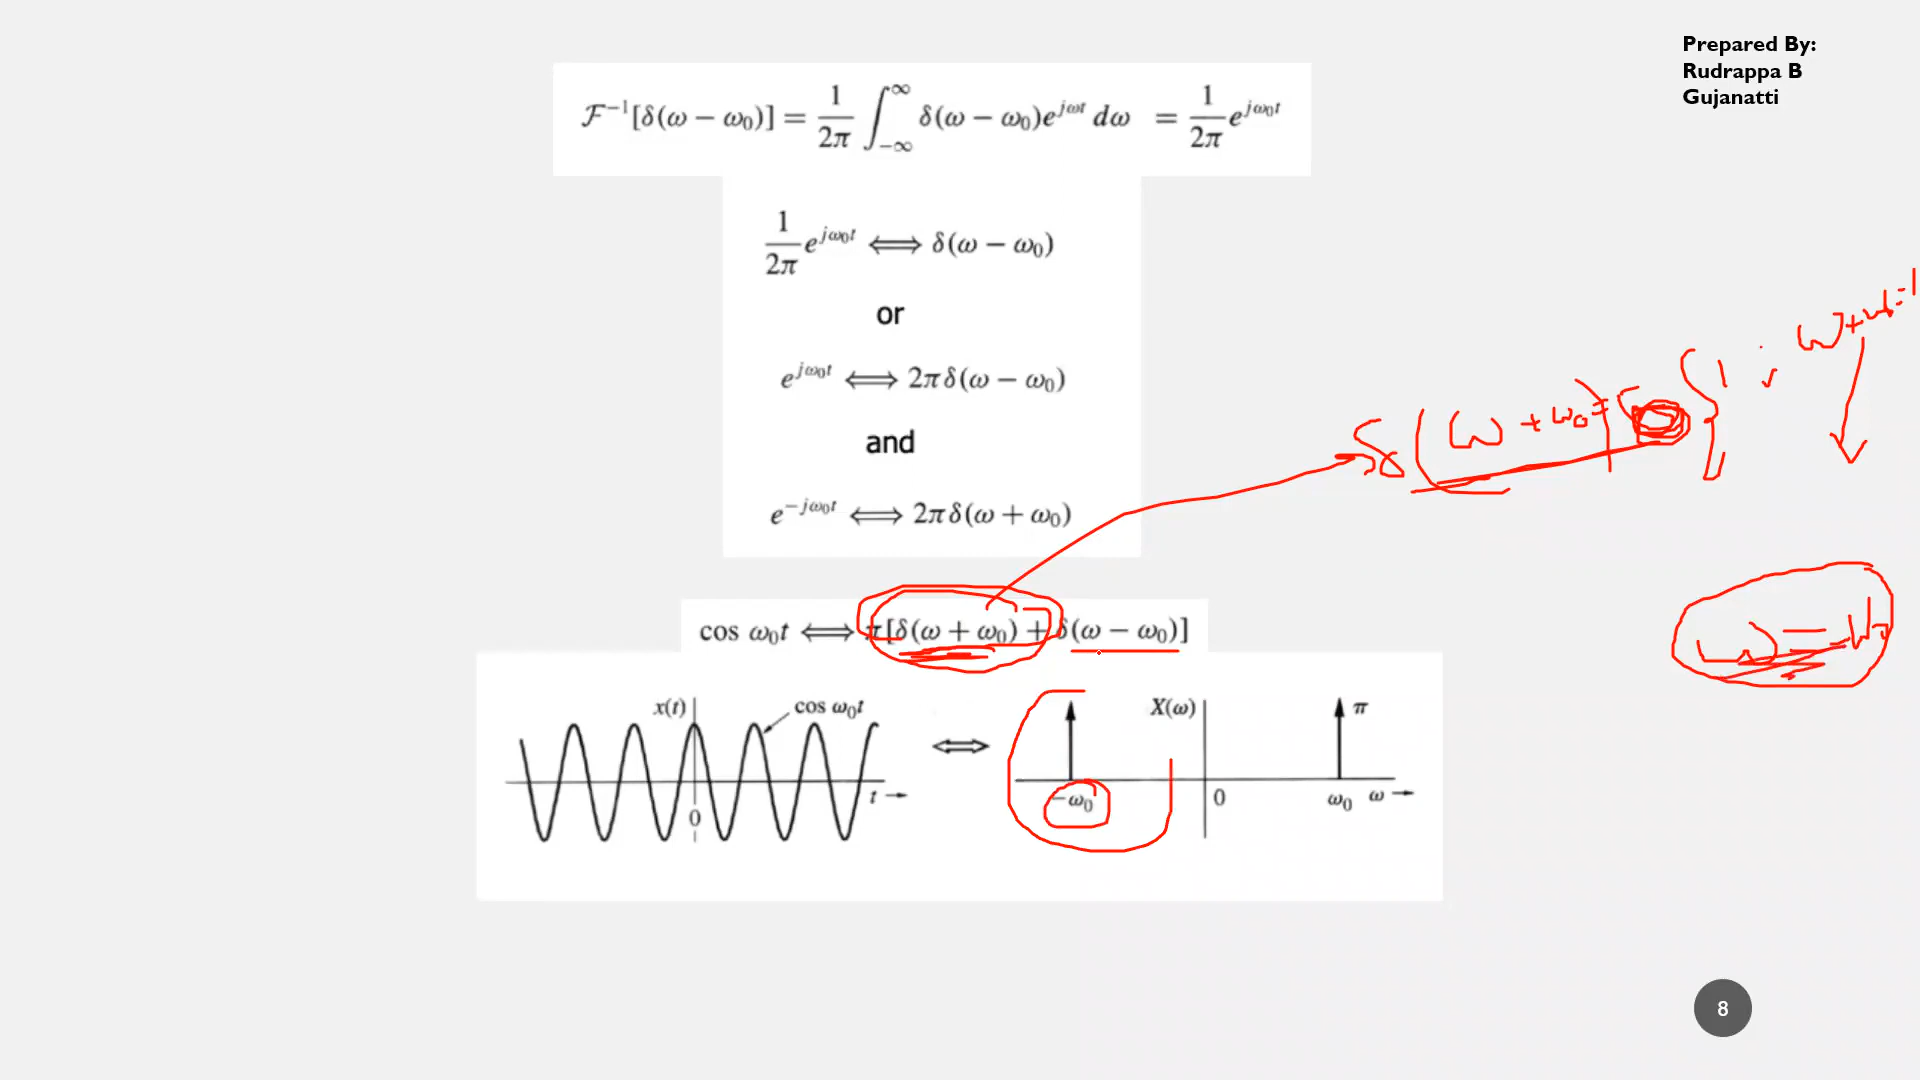 Prepared By:
Rudrappa B
Gujanatti
ℱ⁻¹[δ(ω − ω₀)] = 1/2π ∫_{−∞}^{∞} δ(ω − ω₀)e^{jωt} dω = 1/2π e^{jω₀t}
1/2π e^{jω₀t} ⟺ δ(ω − ω₀)
or
e^{jω₀t} ⟺ 2πδ(ω − ω₀)
and
e^{−jω₀t} ⟺ 2πδ(ω + ω₀)
δ(ω + ω₀) =
cos ω₀t ⟺ π[δ(ω + ω₀) + δ(ω − ω₀)]
ω = −ω₀
x(t) cos ω₀t ⟺ X(ω) π
t → −ω₀ 0 ω₀ ω →
0
8